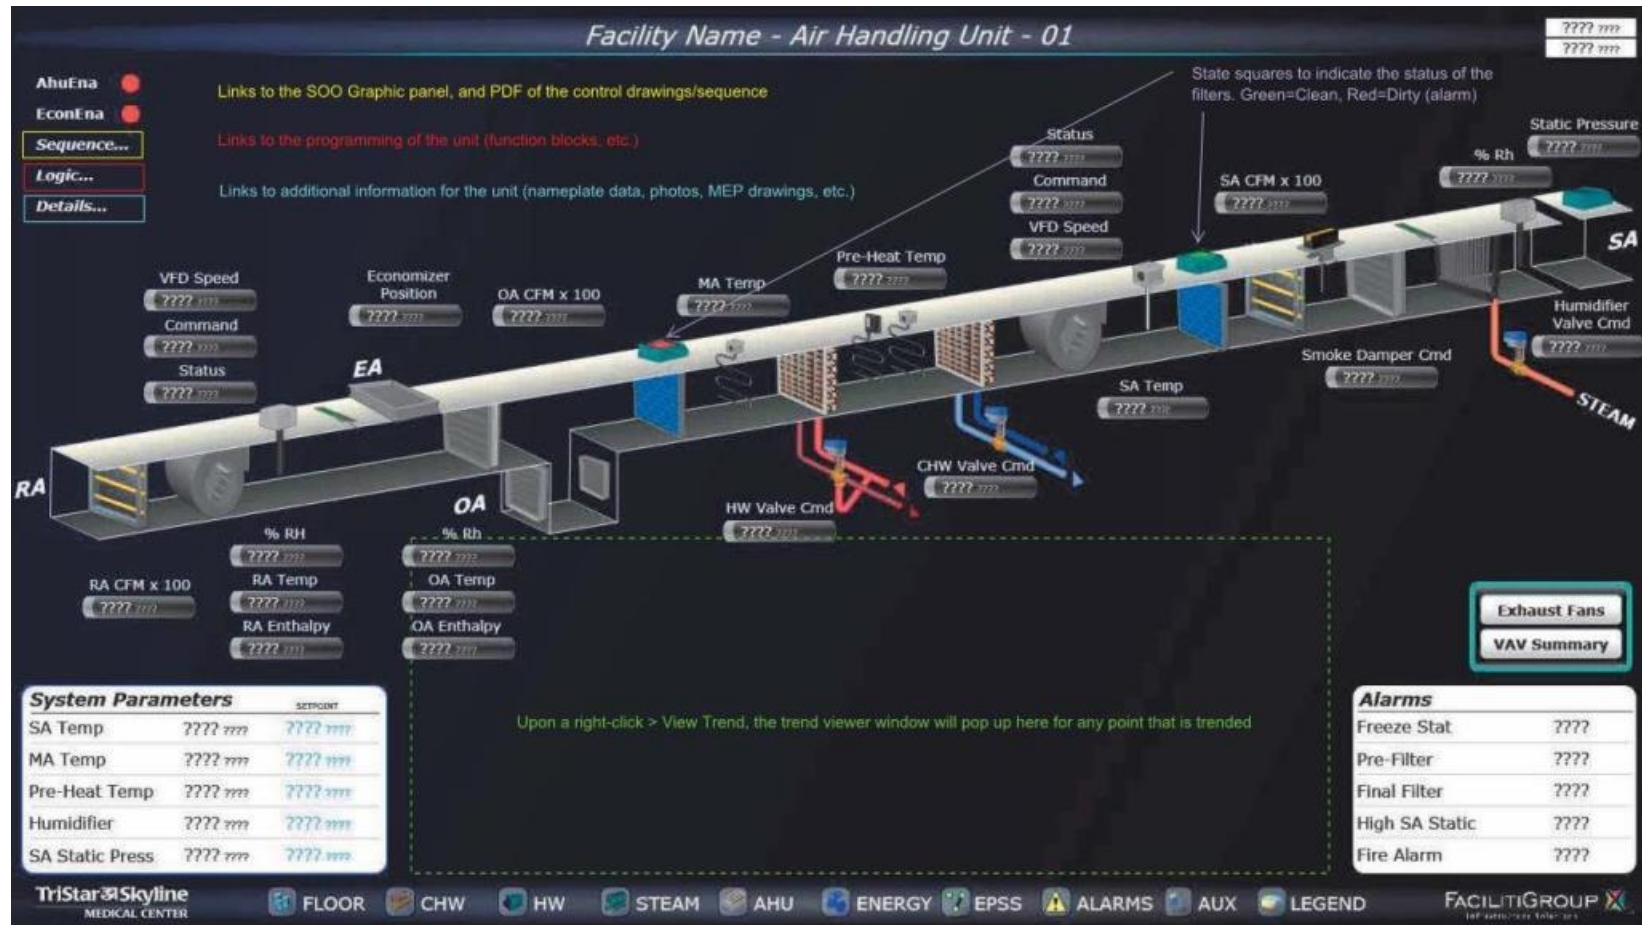 Facility Name - Air Handling Unit - 01
???? ????
???? ????
AhuEna
EconEna
Sequence...
Logic...
Details...
Links to the SOO Graphic panel, and PDF of the control drawings/sequence
Links to the programming of the unit (function blocks, etc.)
Links to additional information for the unit (nameplate data, photos, MEP drawings, etc.)
State squares to indicate the status of the
filters. Green=Clean, Red=Dirty (alarm)
Static Pressure
???? ????
% Rh
???? ????
Status
???? ????
Command
???? ????
VFD Speed
???? ????
SA CFM x 100
???? ????
SA
Pre-Heat Temp
???? ????
MA Temp
???? ????
OA CFM x 100
???? ????
Economizer
Position
???? ????
VFD Speed
???? ????
Command
???? ????
Status
???? ????
EA
Humidifier
Valve Cmd
???? ????
Smoke Damper Cmd
???? ????
SA Temp
???? ????
STEAM
CHW Valve Cmd
???? ????
HW Valve Cmd
???? ????
RA
OA
% RH
???? ????
RA Temp
???? ????
RA Enthalpy
???? ????
% Rh
???? ????
OA Temp
???? ????
OA Enthalpy
???? ????
RA CFM x 100
???? ????
Exhaust Fans
VAV Summary
Upon a right-click > View Trend, the trend viewer window will pop up here for any point that is trended
System Parameters SETPOINT
SA Temp ???? ???? ???? ????
MA Temp ???? ???? ???? ????
Pre-Heat Temp ???? ???? ???? ????
Humidifier ???? ???? ???? ????
SA Static Press ???? ???? ???? ????
Alarms
Freeze Stat ????
Pre-Filter ????
Final Filter ????
High SA Static ????
Fire Alarm ????
TriStar Skyline
MEDICAL CENTER
FLOOR CHW HW STEAM AHU ENERGY EPSS ALARMS AUX LEGEND
FACILITIGROUP
Infrastructure Solutions